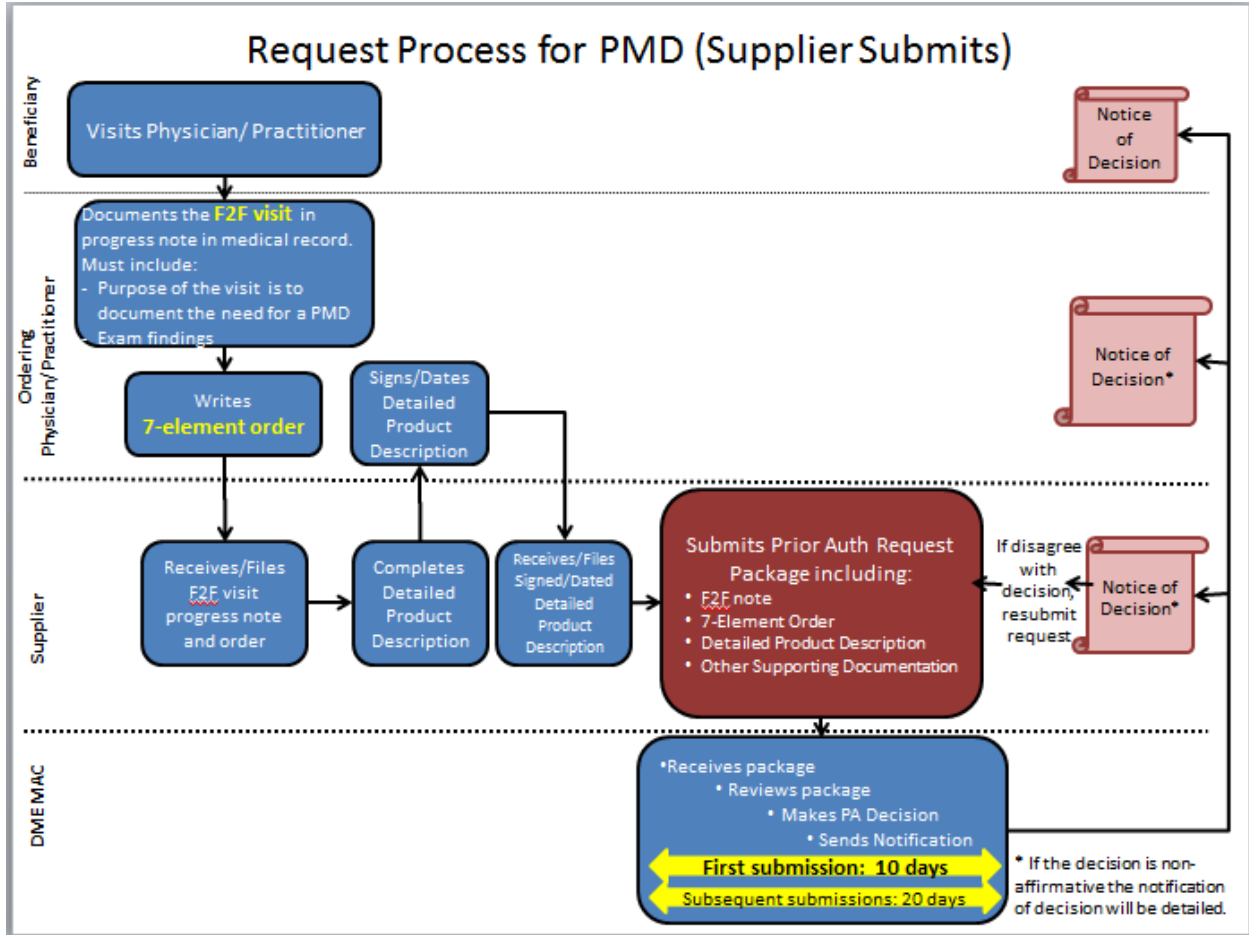 Request Process for PMD (Supplier Submits)
Beneficiary
Visits Physician/ Practitioner
Notice
of
Decision
Ordering
Physician/Practitioner
Documents the F2F visit in
progress note in medical record.
Must include:
- Purpose of the visit is to
document the need for a PMD
- Exam findings
Writes
7-element order
Signs/Dates
Detailed
Product
Description
Notice of
Decision*
Supplier
Receives/Files
F2F visit
progress note
and order
Completes
Detailed
Product
Description
Receives/Files
Signed/Dated
Detailed
Product
Description
Submits Prior Auth Request
Package including:
• F2F note
• 7-Element Order
• Detailed Product Description
• Other Supporting Documentation
If disagree
with
decision,
resubmit
request
Notice of
Decision*
DME MAC
•Receives package
• Reviews package
• Makes PA Decision
• Sends Notification
First submission: 10 days
Subsequent submissions: 20 days
* If the decision is non-
affirmative the notification
of decision will be detailed.